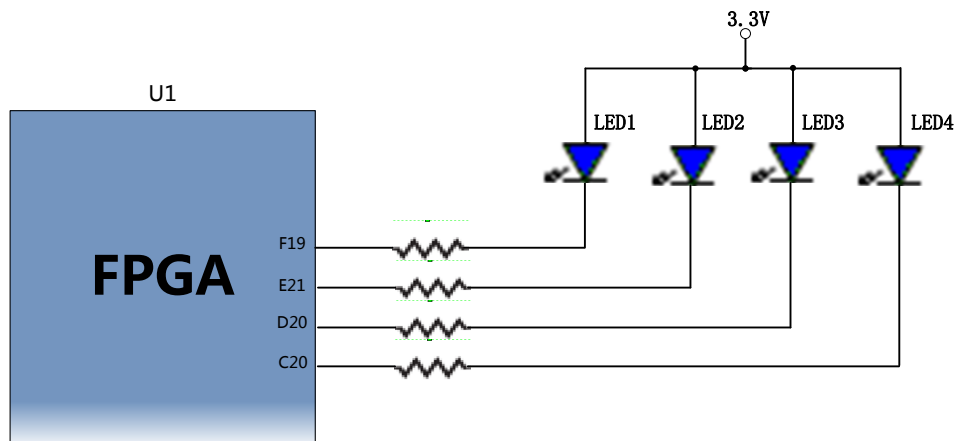 3.3V
U1
LED1
LED2
LED3
LED4
F19
FPGA
E21
D20
C20